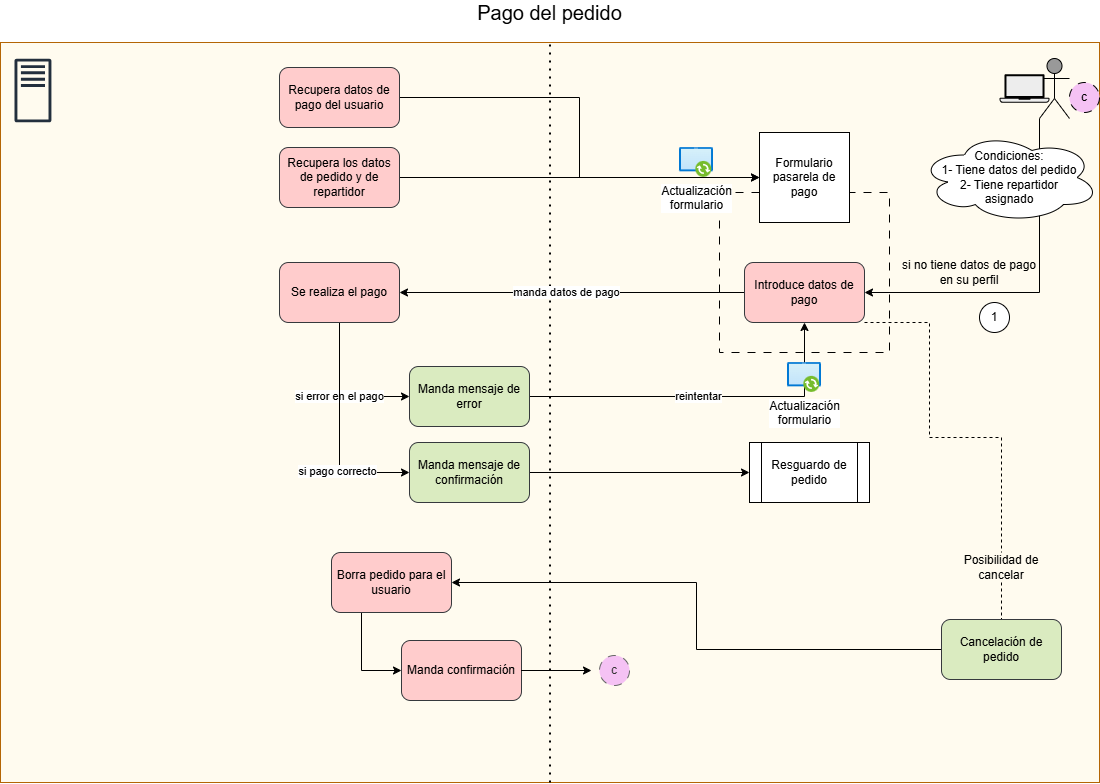 Pago del pedido
Recupera datos de
pago del usuario
c
Recupera los datos
de pedido y de
repartidor
Actualización
formulario
Formulario
pasarela de
pago
Condiciones:
1- Tiene datos del pedido
2- Tiene repartidor
asignado
Se realiza el pago
manda datos de pago
Introduce datos de
pago
si no tiene datos de pago
en su perfil
1
si error en el pago
Manda mensaje de
error
reintentar
Actualización
formulario
si pago correcto
Manda mensaje de
confirmación
Resguardo de
pedido
Borra pedido para el
usuario
Posibilidad de
cancelar
Cancelación de
pedido
Manda confirmación
c